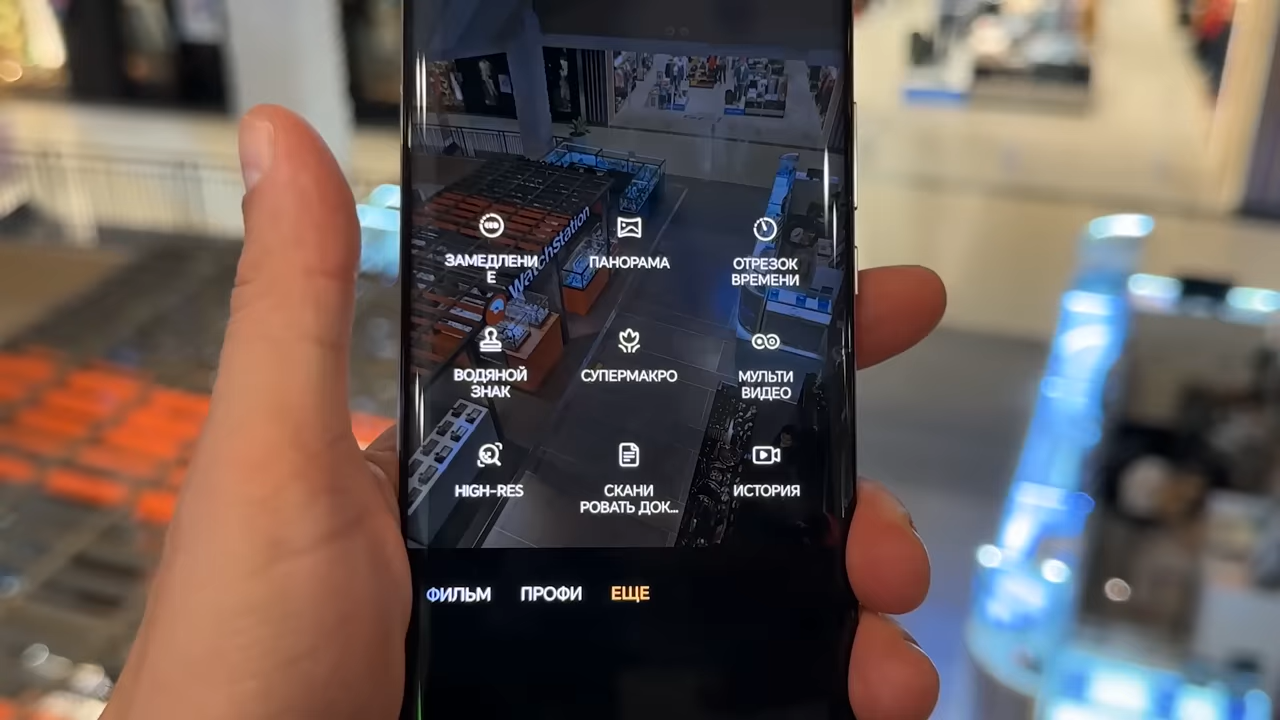 WatchStation
ЗАМЕДЛЕНИ
Е
ПАНОРАМА
ОТРЕЗОК
ВРЕМЕНИ
ВОДЯНОЙ
ЗНАК
СУПЕРМАКРО
МУЛЬТИ
ВИДЕО
HIGH-RES
СКАНИ
РОВАТЬ ДОК...
ИСТОРИЯ
ФИЛЬМ
ПРОФИ
ЕЩЕ